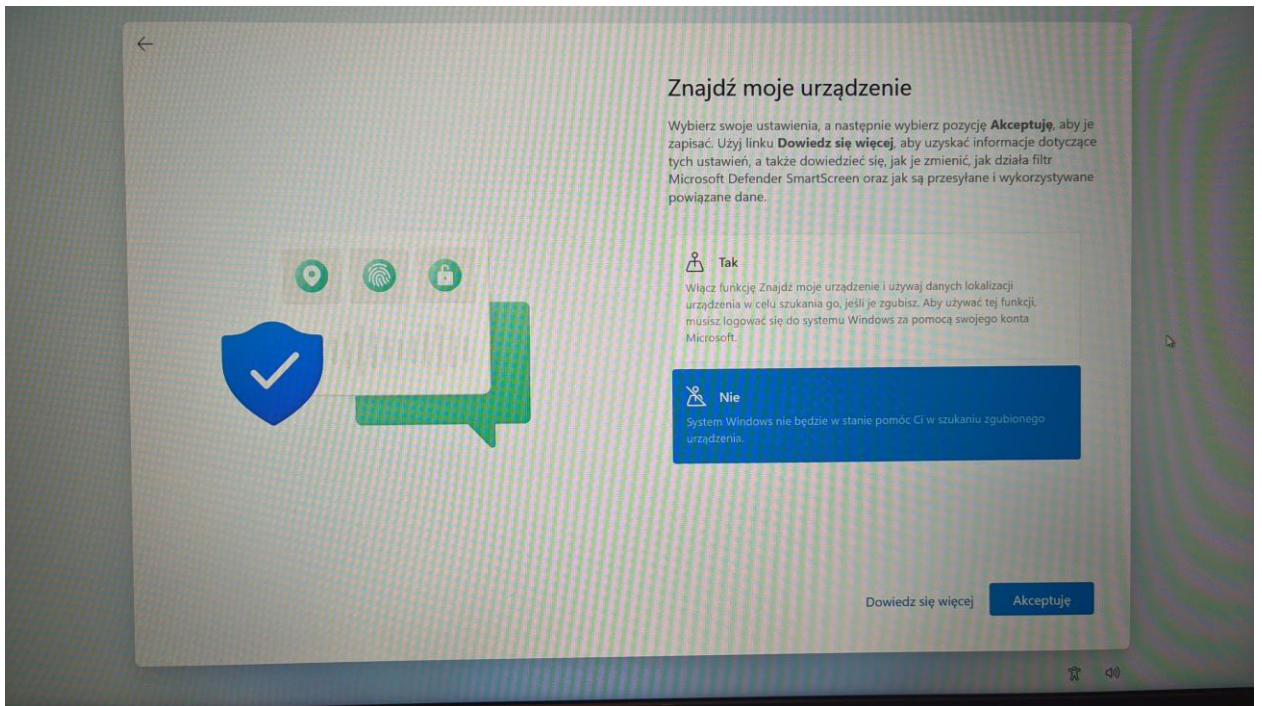 Znajdź moje urządzenie
Wybierz swoje ustawienia, a następnie wybierz pozycję Akceptuję, aby je
zapisać. Użyj linku Dowiedz się więcej, aby uzyskać informacje dotyczące
tych ustawień, a także dowiedzieć się, jak je zmienić, jak działa filtr
Microsoft Defender SmartScreen oraz jak są przesyłane i wykorzystywane
powiązane dane.
Tak
Włącz funkcję Znajdź moje urządzenie i używaj danych lokalizacji
urządzenia w celu szukania go, jeśli je zgubisz. Aby używać tej funkcji,
musisz logować się do systemu Windows za pomocą swojego konta
Microsoft.
Nie
System Windows nie będzie w stanie pomóc Ci w szukaniu zgubionego
urządzenia.
Dowiedz się więcej
Akceptuję